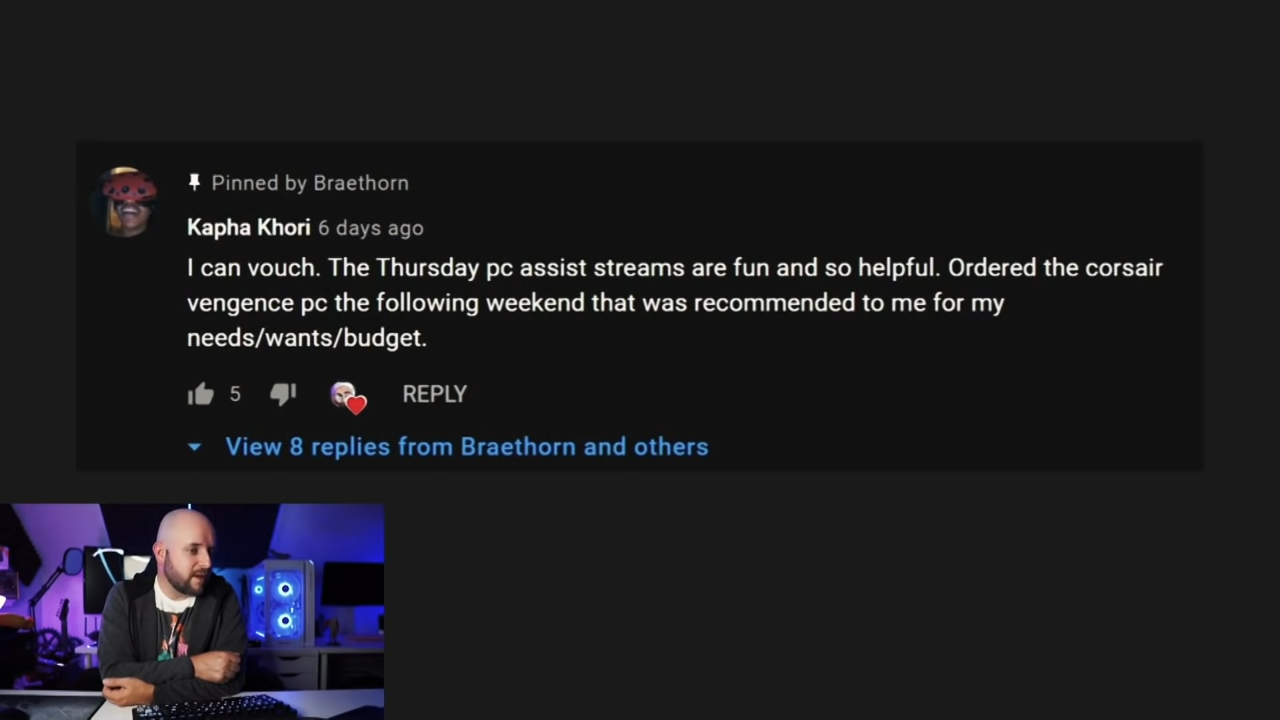 Pinned by Braethorn
Kapha Khori 6 days ago
I can vouch. The Thursday pc assist streams are fun and so helpful. Ordered the corsair
vengence pc the following weekend that was recommended to me for my
needs/wants/budget.
5 REPLY
View 8 replies from Braethorn and others